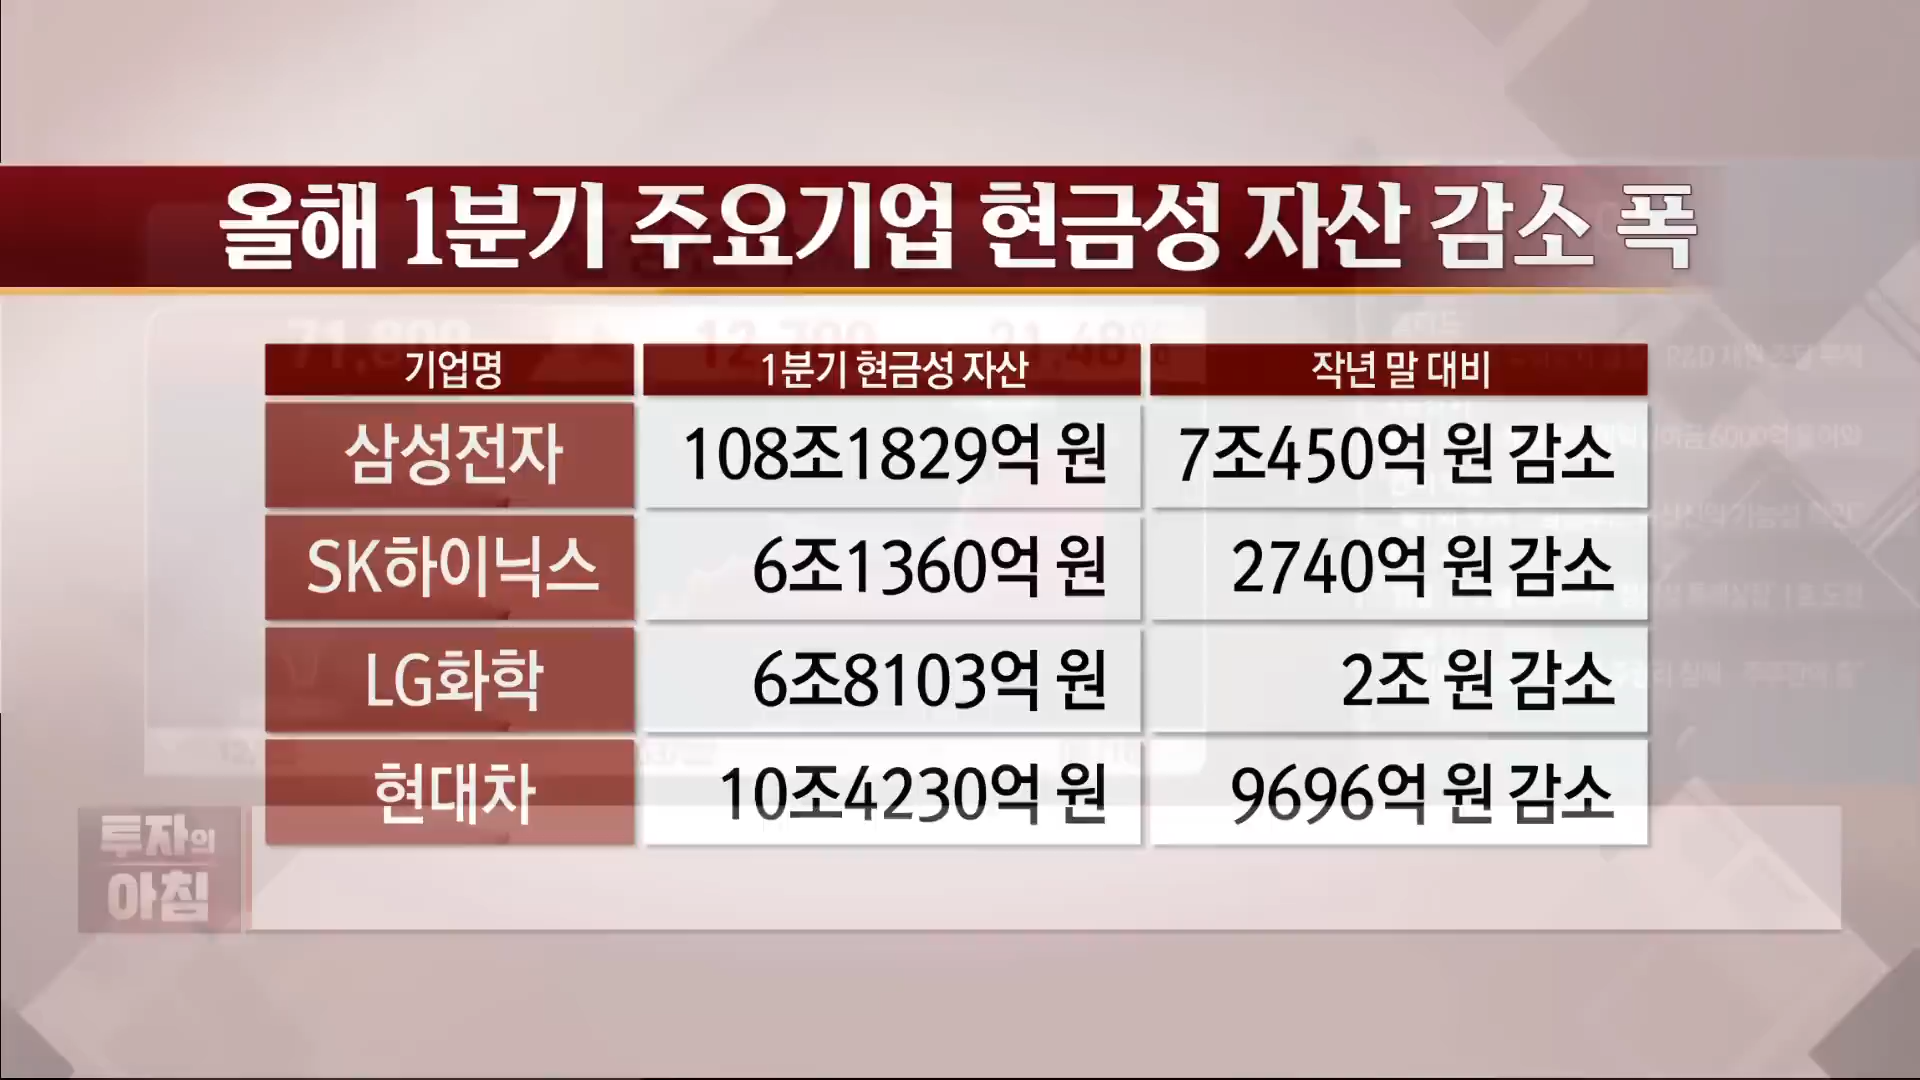 올해 1분기 주요기업 현금성 자산 감소 폭
기업명 1분기 현금성 자산 작년 말 대비
삼성전자 108조1829억 원 7조450억 원 감소
SK하이닉스 6조1360억 원 2740억 원 감소
LG화학 6조8103억 원 2조 원 감소
현대차 10조4230억 원 9696억 원 감소
투자의
아침